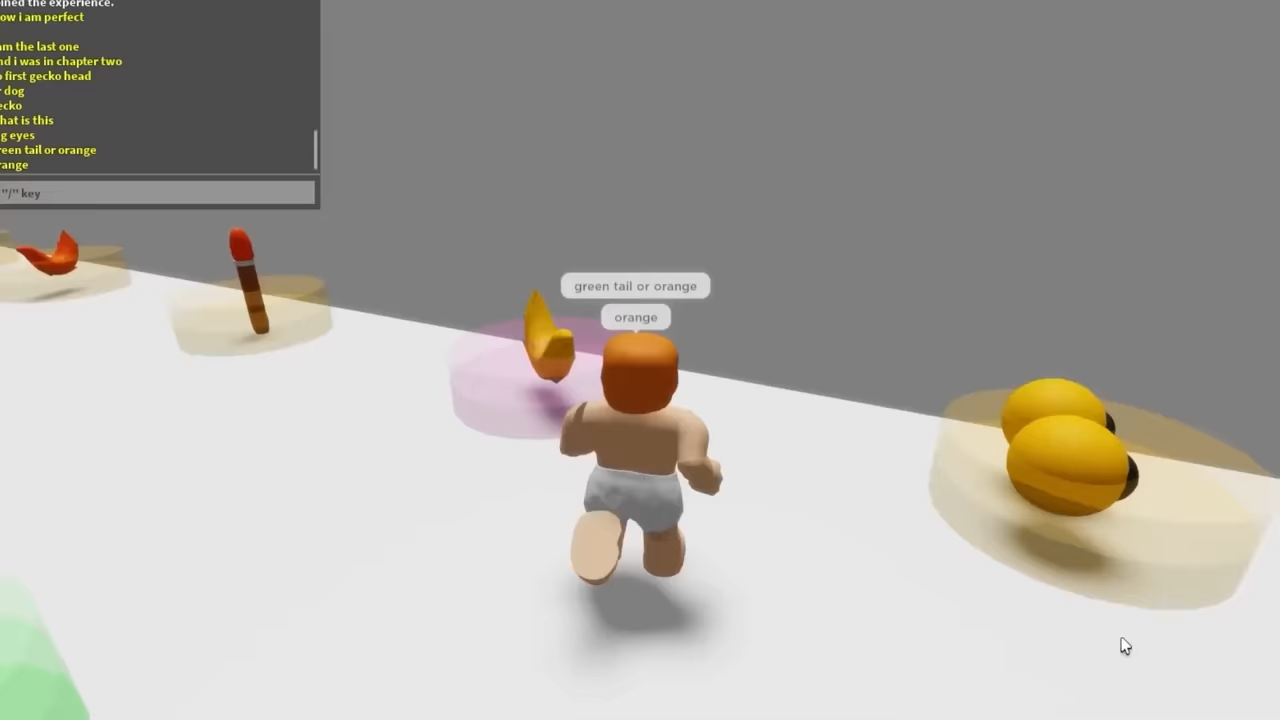 ined the experience.
ow i am perfect
am the last one
nd i was in chapter two
o first gecko head
r dog
ecko
hat is this
g eyes
reen tail or orange
range
"/" key
green tail or orange
orange